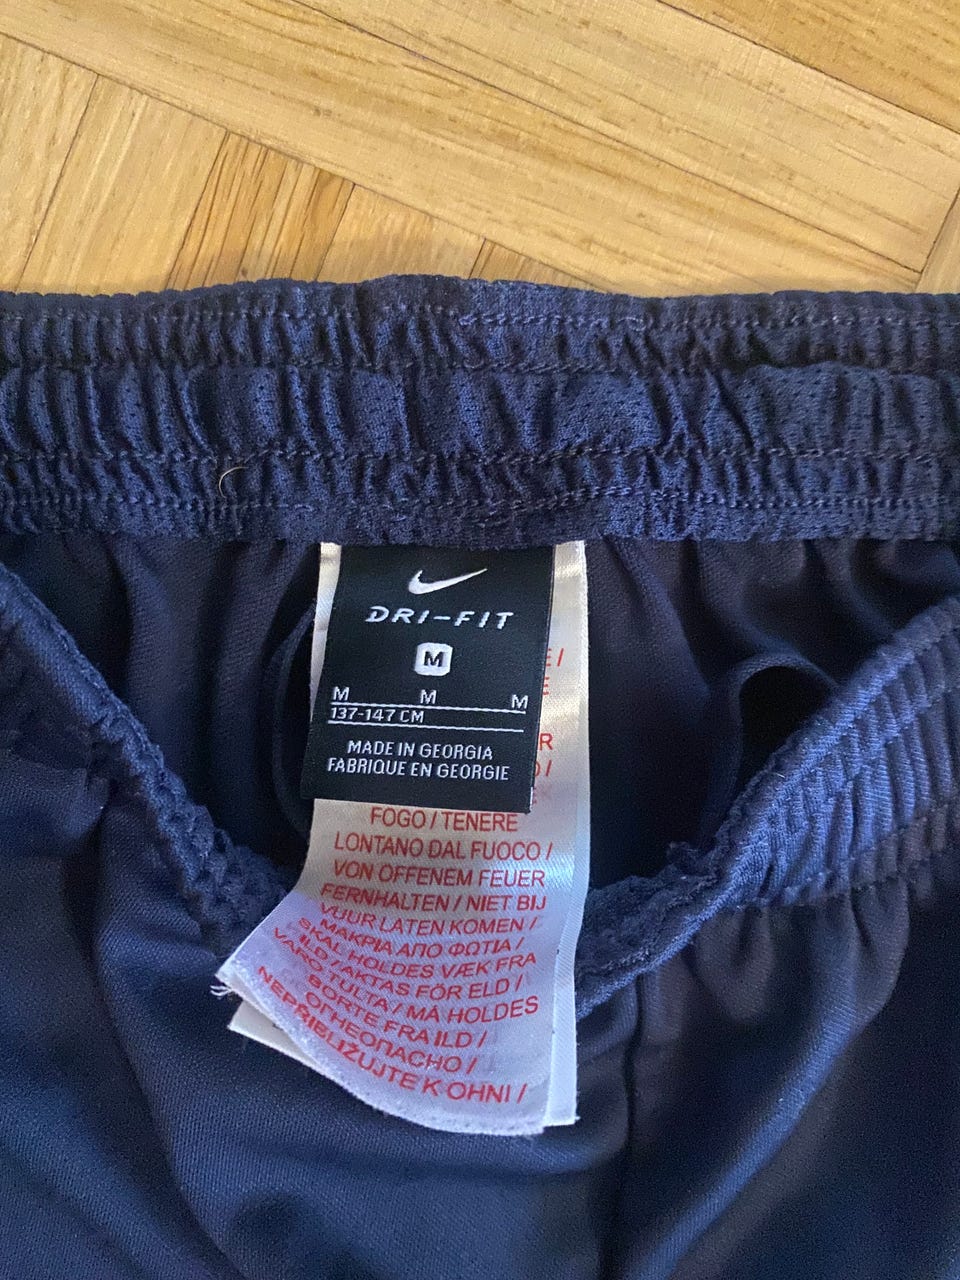 DRI-FIT
M
M M M
137-147 CM
MADE IN GEORGIA
FABRIQUE EN GEORGIE
E/
R
FOGO / TENERE
LONTANO DAL FUOCO /
VON OFFENEM FEUER
FERNHALTEN / NIET BIJ
VUUR LATEN KOMEN /
ΜΑΚΡΙΑ ΑΠΟ ΦΩΤΙΑ /
SKAL HOLDES VÆK FRA
ILD / AKTAS FÖR ELD /
VARO TULTA / MÅ HOLDES
BORTE FRA ILD /
ОГНЕОПАСНО /
NEPŘIBLIŽUJTE K OHNI /